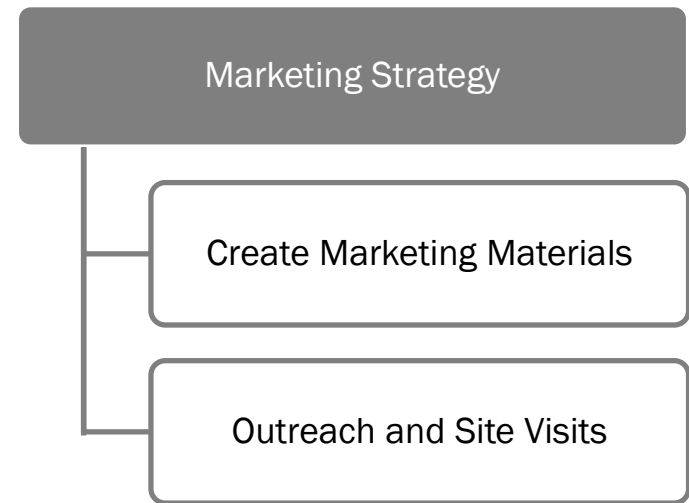 Marketing Strategy
Create Marketing Materials
Outreach and Site Visits